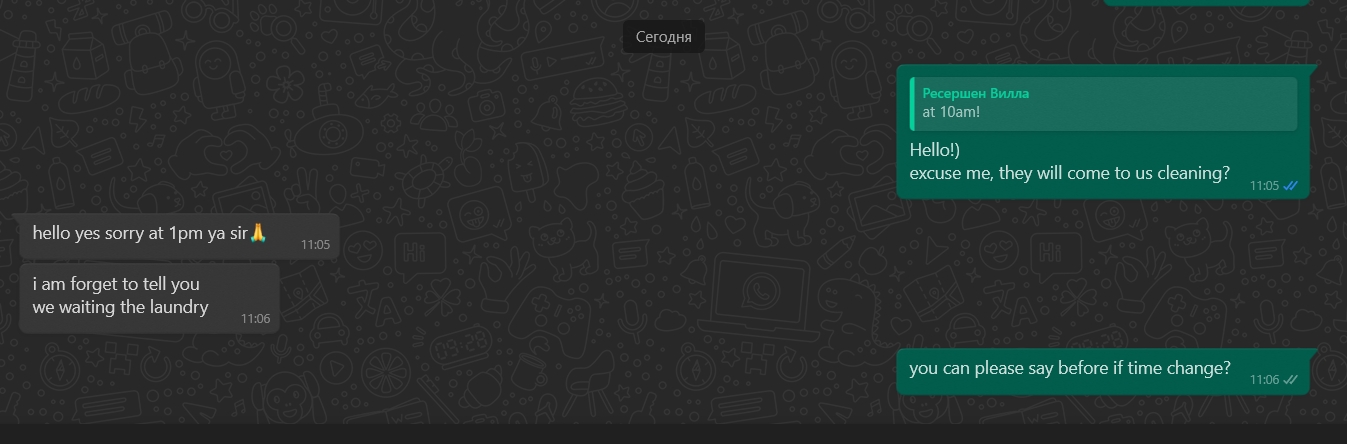 Сегодня
Ресершен Вилла
at 10am!
Hello!)
excuse me, they will come to us cleaning?
11:05
hello yes sorry at 1pm ya sir🙏
11:05
i am forget to tell you
we waiting the laundry
11:06
you can please say before if time change?
11:06